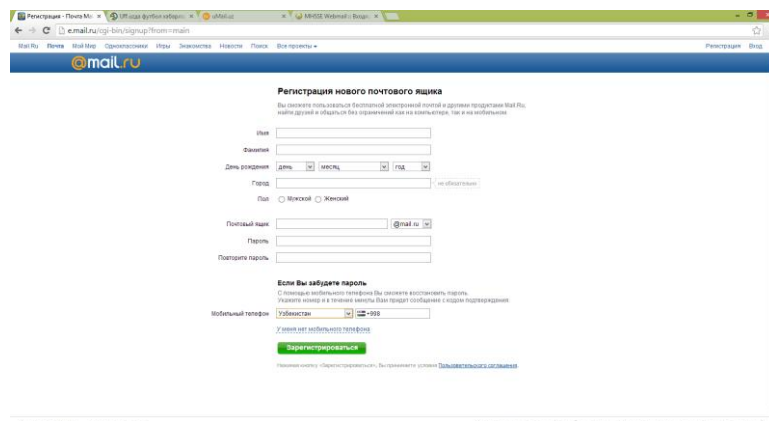 Регистрация - Почта Ма
Uff.uz
uMail.uz
MMSSE Webmail :: Входя
e.mail.ru/cgi-bin/signup?from=main
Mail.Ru Почта Мой Мир Одноклассники Игры Знакомства Новости Поиск Все проекты
Регистрация Вход
@mail.ru
Регистрация нового почтового ящика
Вы сможете пользоваться бесплатной электронной почтой и другими продуктами Mail.Ru,
найти друзей и общаться без ограничений как на компьютере, так и на мобильном.
Имя
Фамилия
День рождения день месяц год
Город не обязательно
Пол Мужской Женский
Почтовый ящик @mail.ru
Пароль
Повторите пароль
Если Вы забудете пароль
С помощью мобильного телефона Вы сможете восстановить пароль.
Укажите номер и в течение минуты Вам придет сообщение с кодом подтверждения.
Мобильный телефон Узбекистан +998
У меня нет мобильного телефона
Зарегистрироваться
Нажимая кнопку «Зарегистрироваться», Вы принимаете условия Пользовательского соглашения.